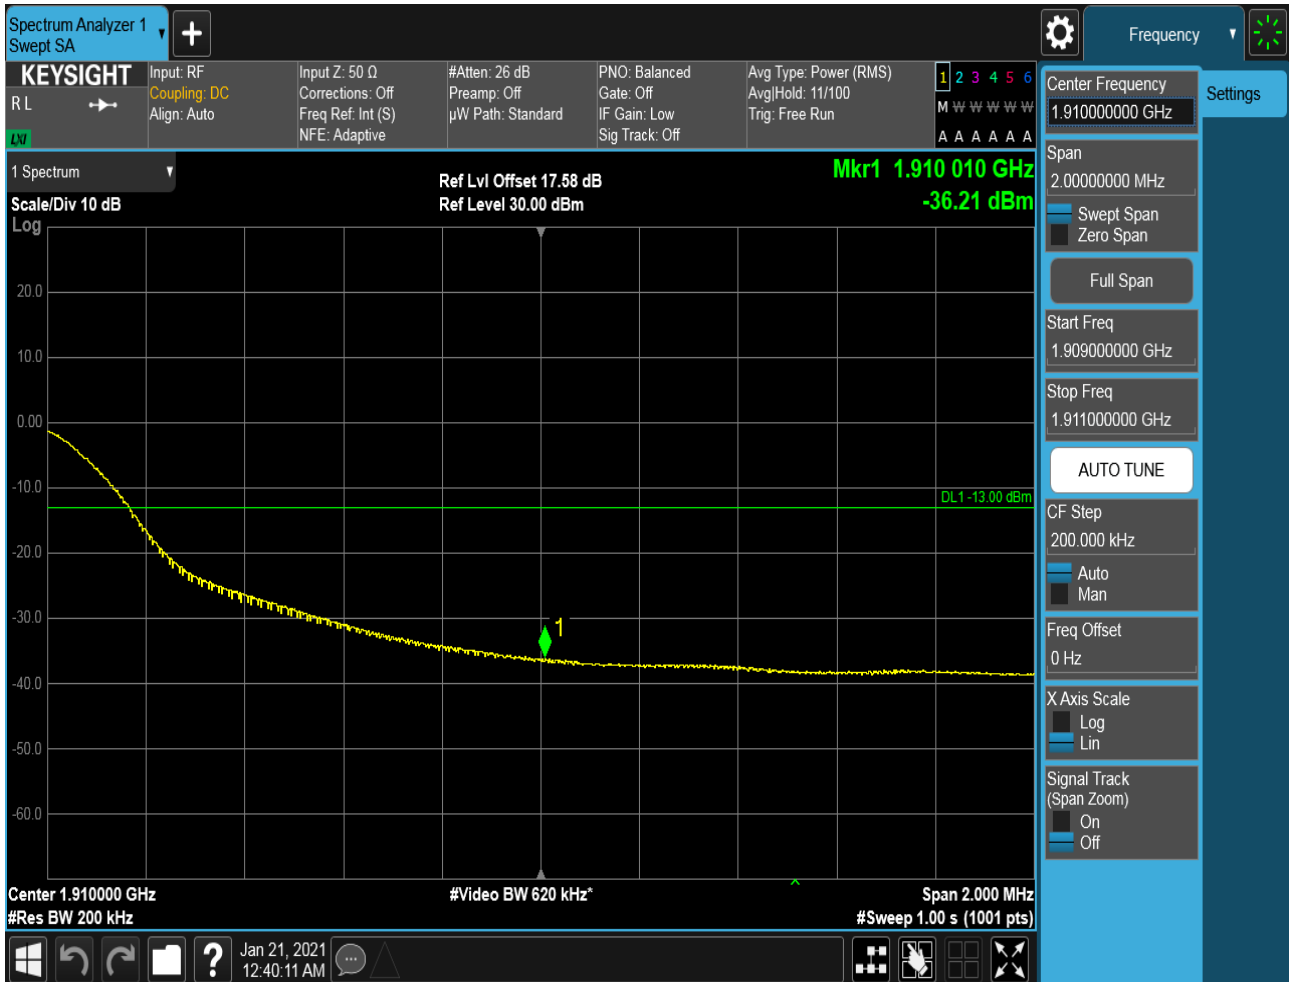 Spectrum Analyzer 1
Swept SA
Frequency
KEYSIGHT
R L
LXI
Input: RF
Coupling: DC
Align: Auto
Input Z: 50 Ω
Corrections: Off
Freq Ref: Int (S)
NFE: Adaptive
#Atten: 26 dB
Preamp: Off
µW Path: Standard
PNO: Balanced
Gate: Off
IF Gain: Low
Sig Track: Off
Avg Type: Power (RMS)
Avg|Hold: 11/100
Trig: Free Run
1 2 3 4 5 6
M W W W W W
A A A A A A
1 Spectrum
Scale/Div 10 dB
Log
Ref Lvl Offset 17.58 dB
Ref Level 30.00 dBm
Mkr1 1.910 010 GHz
-36.21 dBm
20.0
10.0
0.00
-10.0
-20.0
-30.0
-40.0
-50.0
-60.0
DL1 -13.00 dBm
1
Center 1.910000 GHz
#Res BW 200 kHz
#Video BW 620 kHz*
Span 2.000 MHz
#Sweep 1.00 s (1001 pts)
Jan 21, 2021
12:40:11 AM
?
Center Frequency
1.910000000 GHz
Settings
Span
2.00000000 MHz
Swept Span
Zero Span
Full Span
Start Freq
1.909000000 GHz
Stop Freq
1.911000000 GHz
AUTO TUNE
CF Step
200.000 kHz
Auto
Man
Freq Offset
0 Hz
X Axis Scale
Log
Lin
Signal Track
(Span Zoom)
On
Off